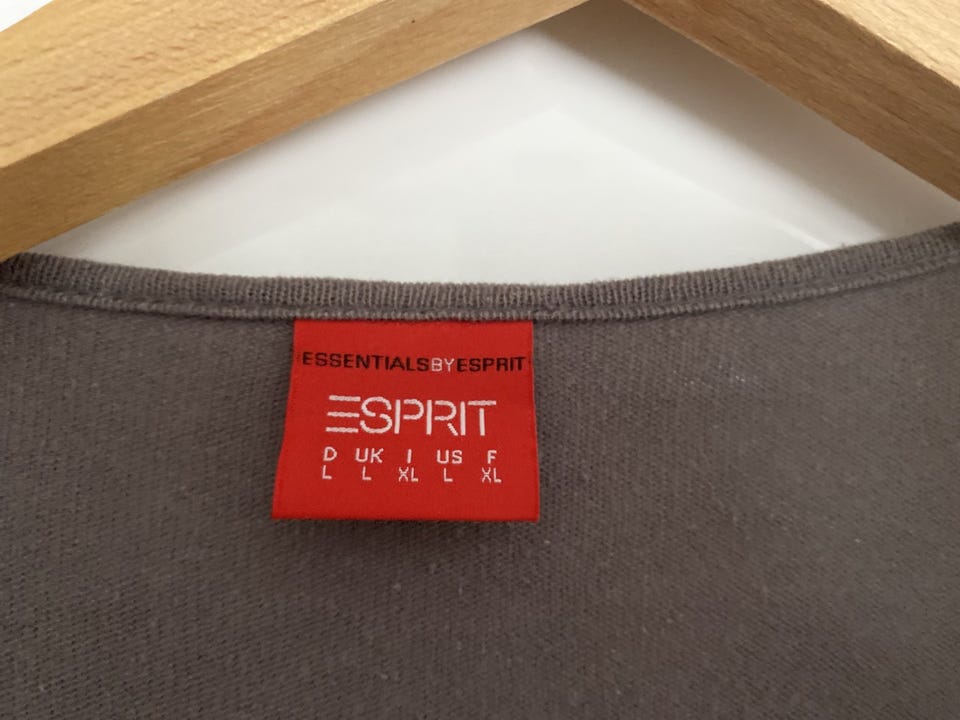 ESSENTIALSBYESPRIT
ESPRIT
D UK I US F
L L XL L XL